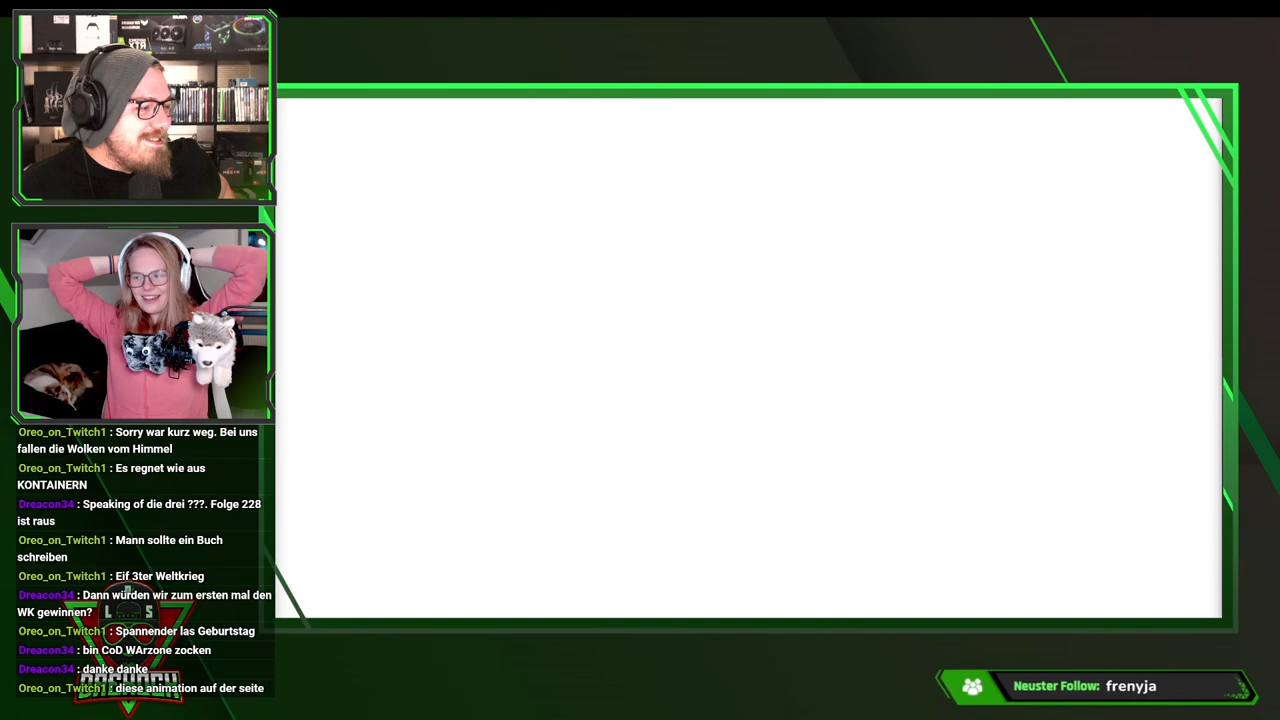 Oreo_on_Twitch1 : Sorry war kurz weg. Bei uns
fallen die Wolken vom Himmel
Oreo_on_Twitch1 : Es regnet wie aus
KONTAINERN
Dreacon34 : Speaking of die drei ???. Folge 228
ist raus
Oreo_on_Twitch1 : Mann sollte ein Buch
schreiben
Oreo_on_Twitch1 : Eif 3ter Weltkrieg
Dreacon34 : Dann würden wir zum ersten mal den
WK gewinnen?
Oreo_on_Twitch1 : Spannender las Geburtstag
Dreacon34 : bin CoD WArzone zocken
Dreacon34 : danke danke
Oreo_on_Twitch1 : diese animation auf der seite
L S
Neuster Follow: frenyja